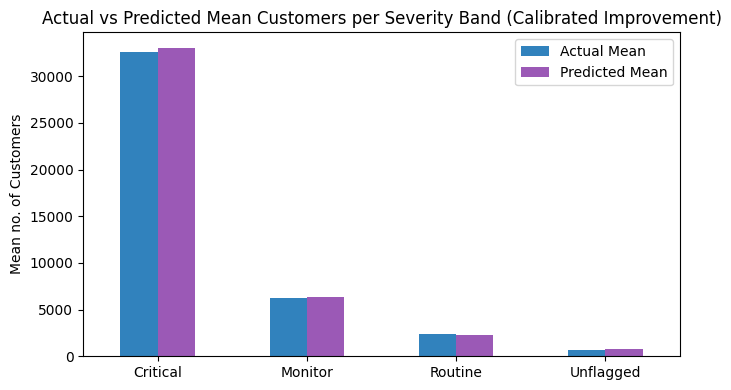 Actual vs Predicted Mean Customers per Severity Band (Calibrated Improvement)
Actual Mean
Predicted Mean
Mean no. of Customers
30000
25000
20000
15000
10000
5000
0
Critical
Monitor
Routine
Unflagged